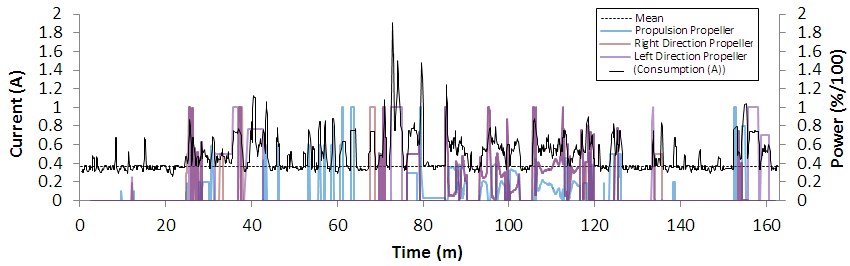 2
1.8
1.6
1.4
1.2
1
0.8
0.6
0.4
0.2
0
Current (A)
Mean
Propulsion Propeller
Right Direction Propeller
Left Direction Propeller
(Consumption (A))
2
1.8
1.6
1.4
1.2
1
0.8
0.6
0.4
0.2
0
Power (%/100)
0 20 40 60 80 100 120 140 160
Time (m)